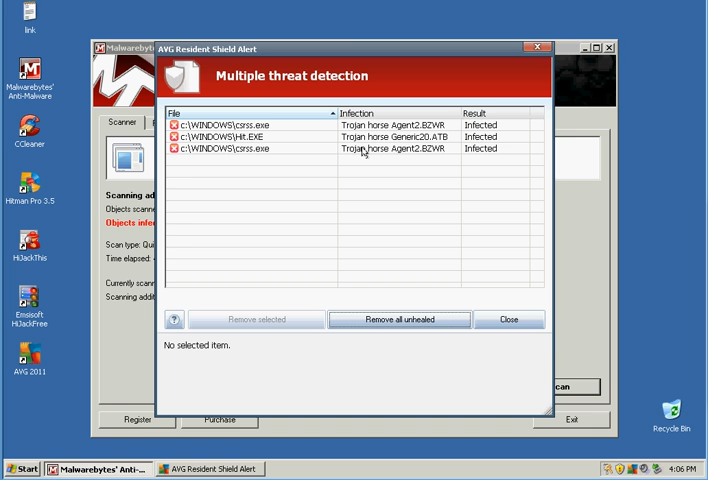 link
Malwarebytes'
Anti-Malware
CCleaner
Hitman Pro 3.5
HiJackThis
Emsisoft
HiJackFree
AVG 2011
Malwareby
AVG Resident Shield Alert
Multiple threat detection
File Infection Result
c:\WINDOWS\csrss.exe Trojan horse Agent2.BZWR Infected
c:\WINDOWS\Hit.EXE Trojan horse Generic20.ATB Infected
c:\WINDOWS\csrss.exe Trojan horse Agent2.BZWR Infected
Remove selected Remove all unhealed Close
No selected item.
Scanner
Scanning ad
Objects scann
Objects infe
Scan type: Qui
Time elapsed:
Currently scann
Scanning addit
can
Register Purchase Exit
Recycle Bin
Start Malwarebytes' Anti-... AVG Resident Shield Alert 4:06 PM